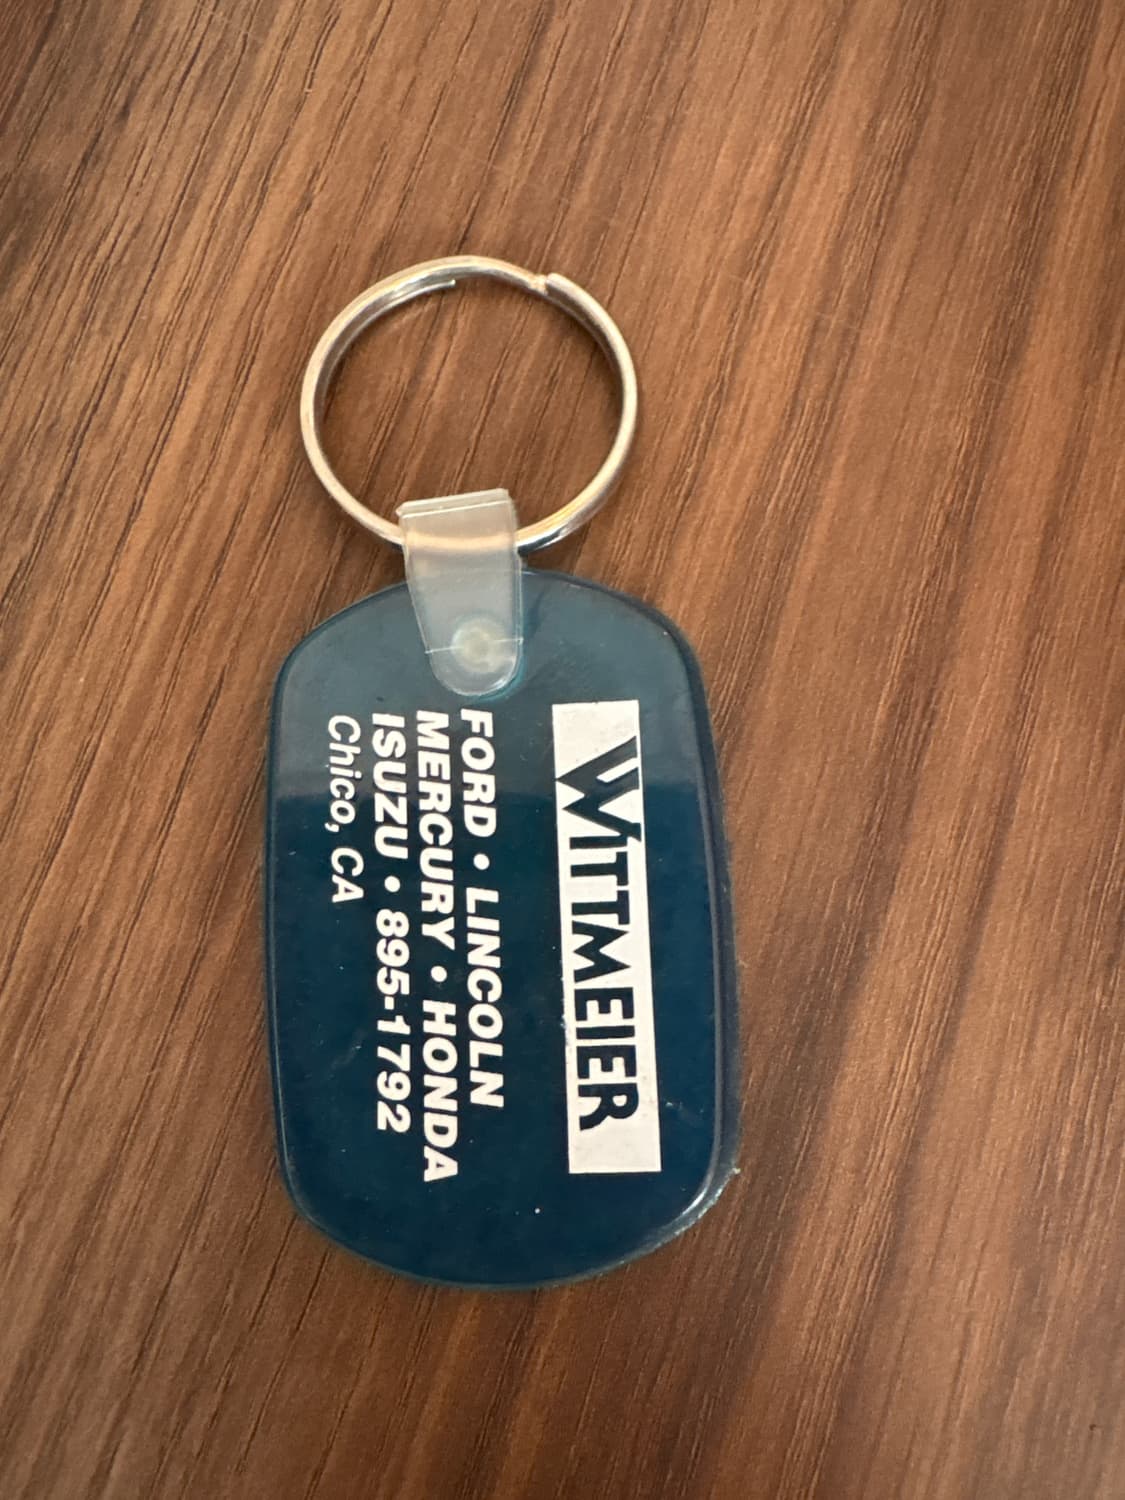 WITTMEIER
FORD • LINCOLN
MERCURY • HONDA
ISUZU • 895-1792
Chico, CA